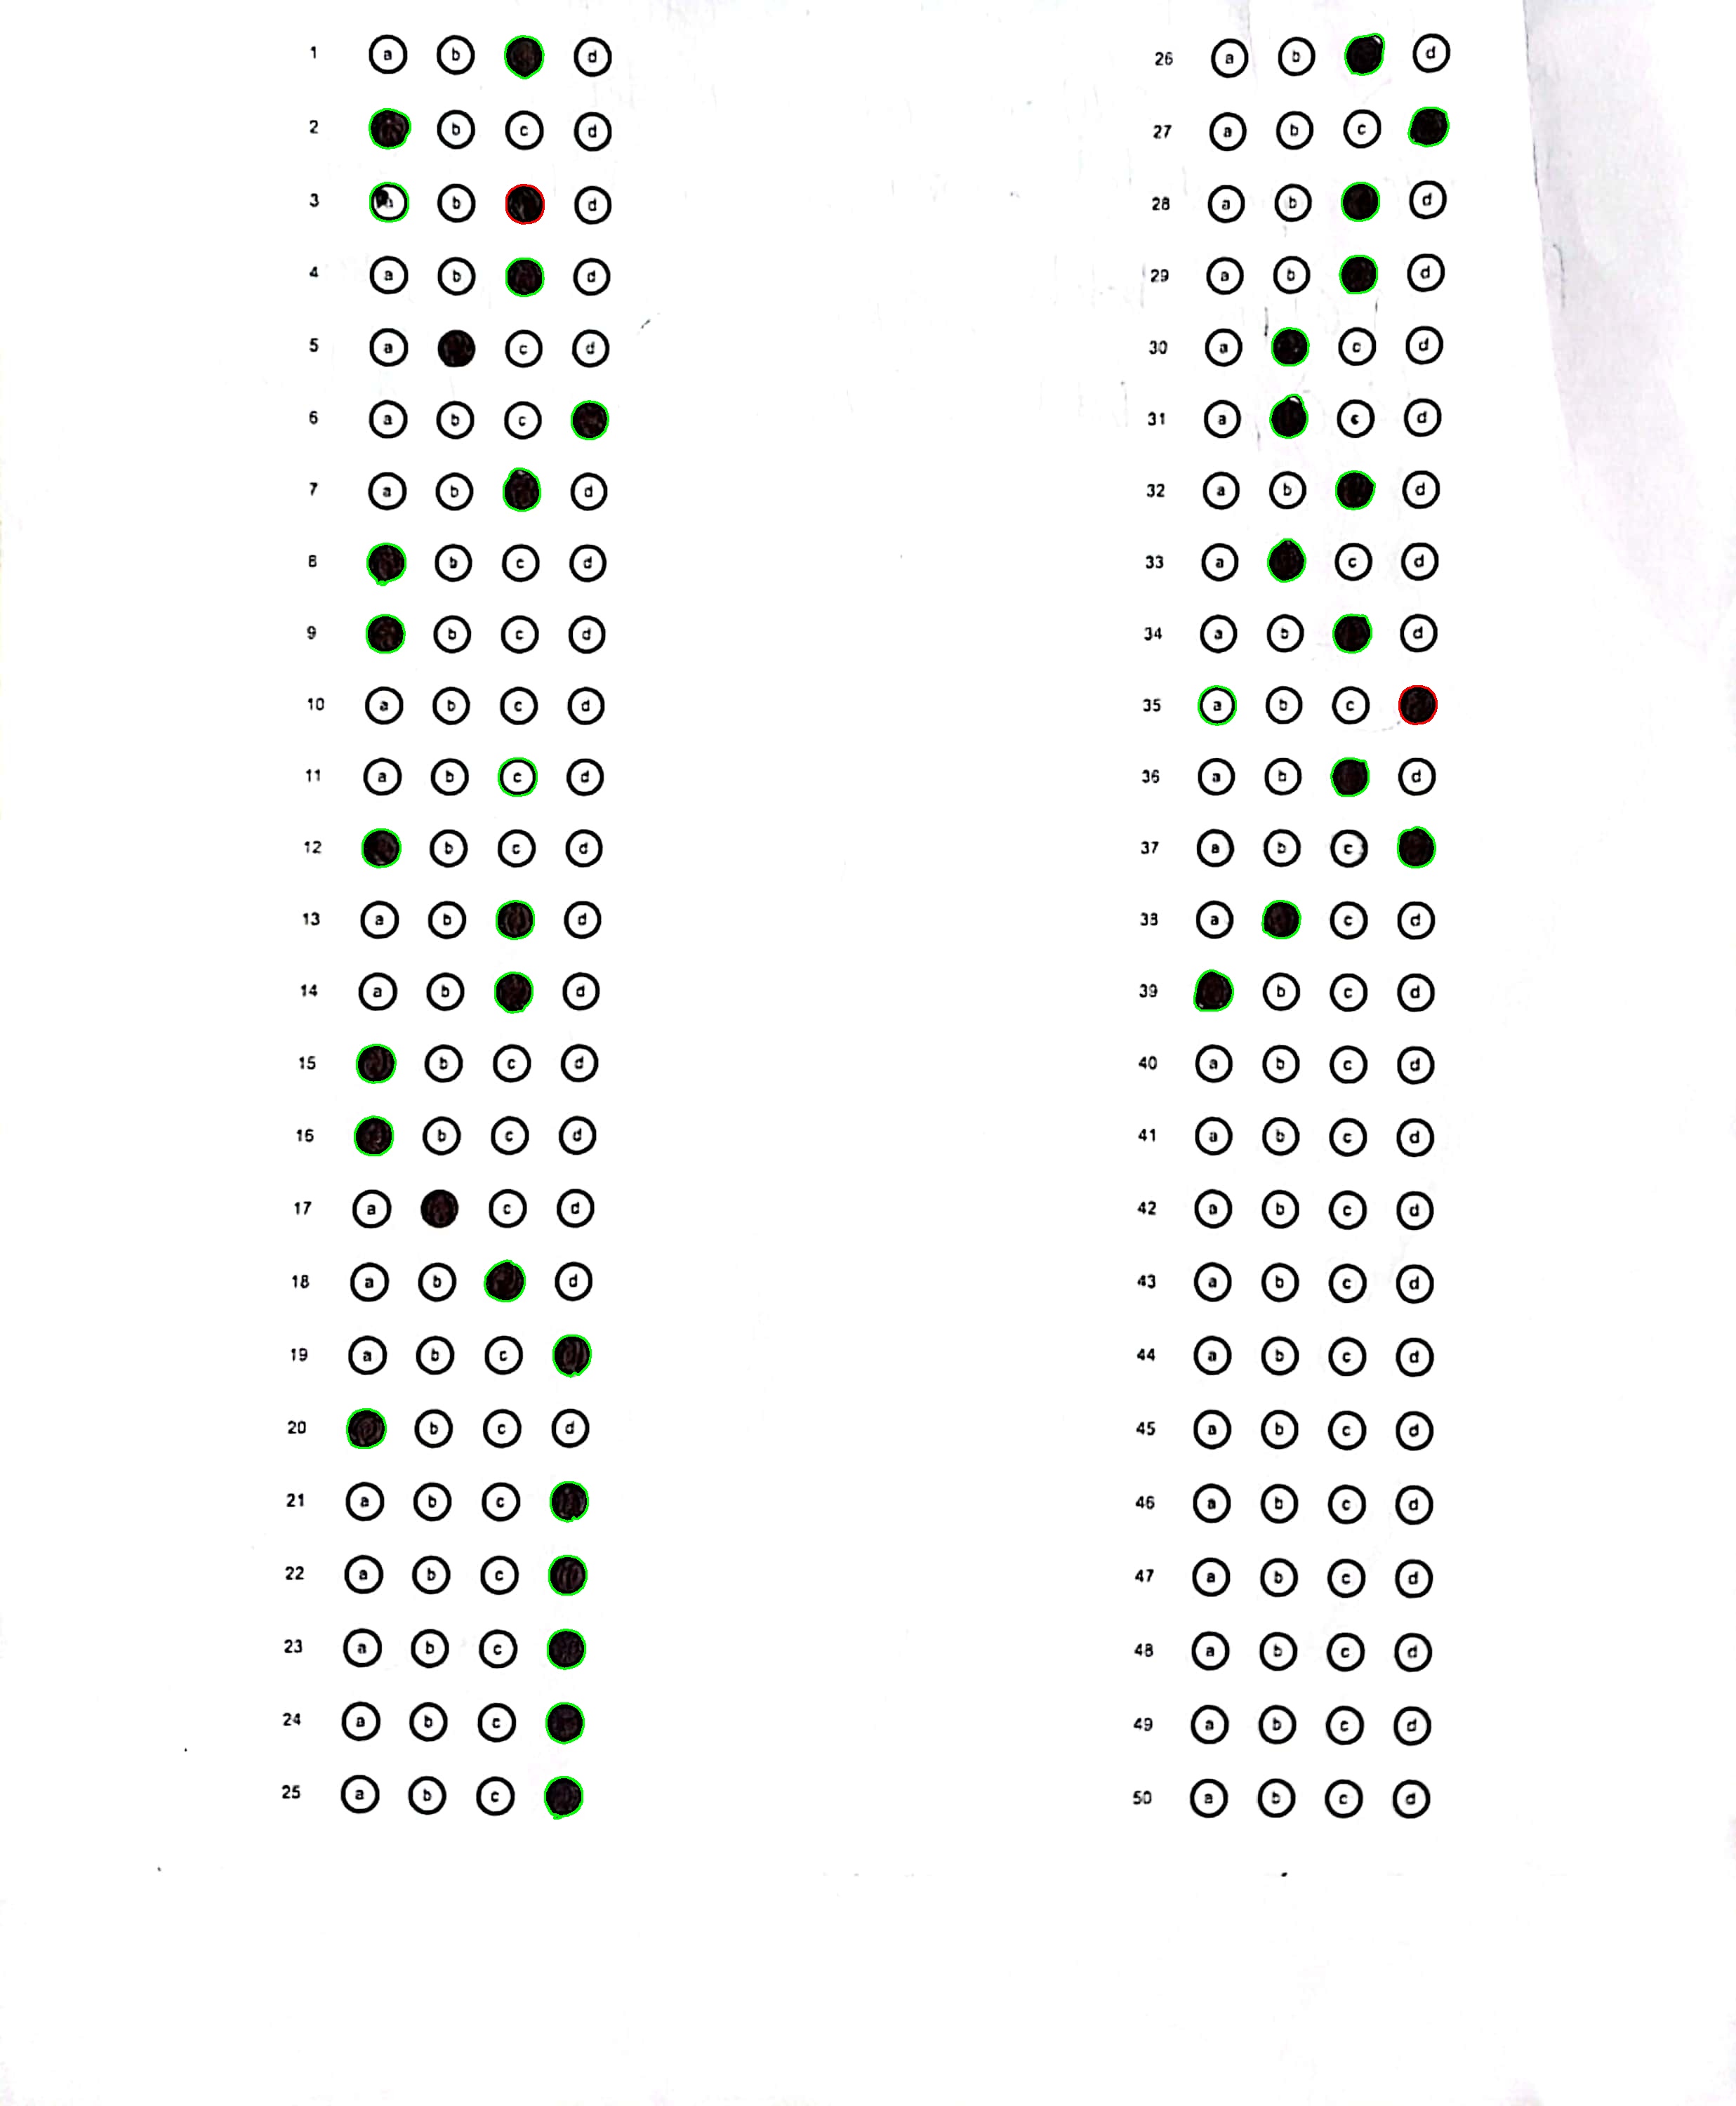 1 a b d
2 b c d
3 b d
4 a b d
5 a c d
6 a b c
7 a b d
8 b c d
9 b c d
10 a b c d
11 a b c d
12 b c d
13 a b d
14 a b d
15 b c d
16 b c d
17 a c d
18 a b d
19 a b c
20 b c d
21 a b c
22 a b c
23 a b c
24 a b c
25 a b c
26 a b d
27 a b c
28 a b d
29 a b d
30 a c d
31 a c d
32 a b d
33 a c d
34 a b d
35 a b c
36 a b d
37 a b c
38 a c d
39 b c d
40 a b c d
41 a b c d
42 a b c d
43 a b c d
44 a b c d
45 a b c d
46 a b c d
47 a b c d
48 a b c d
49 a b c d
50 a b c d